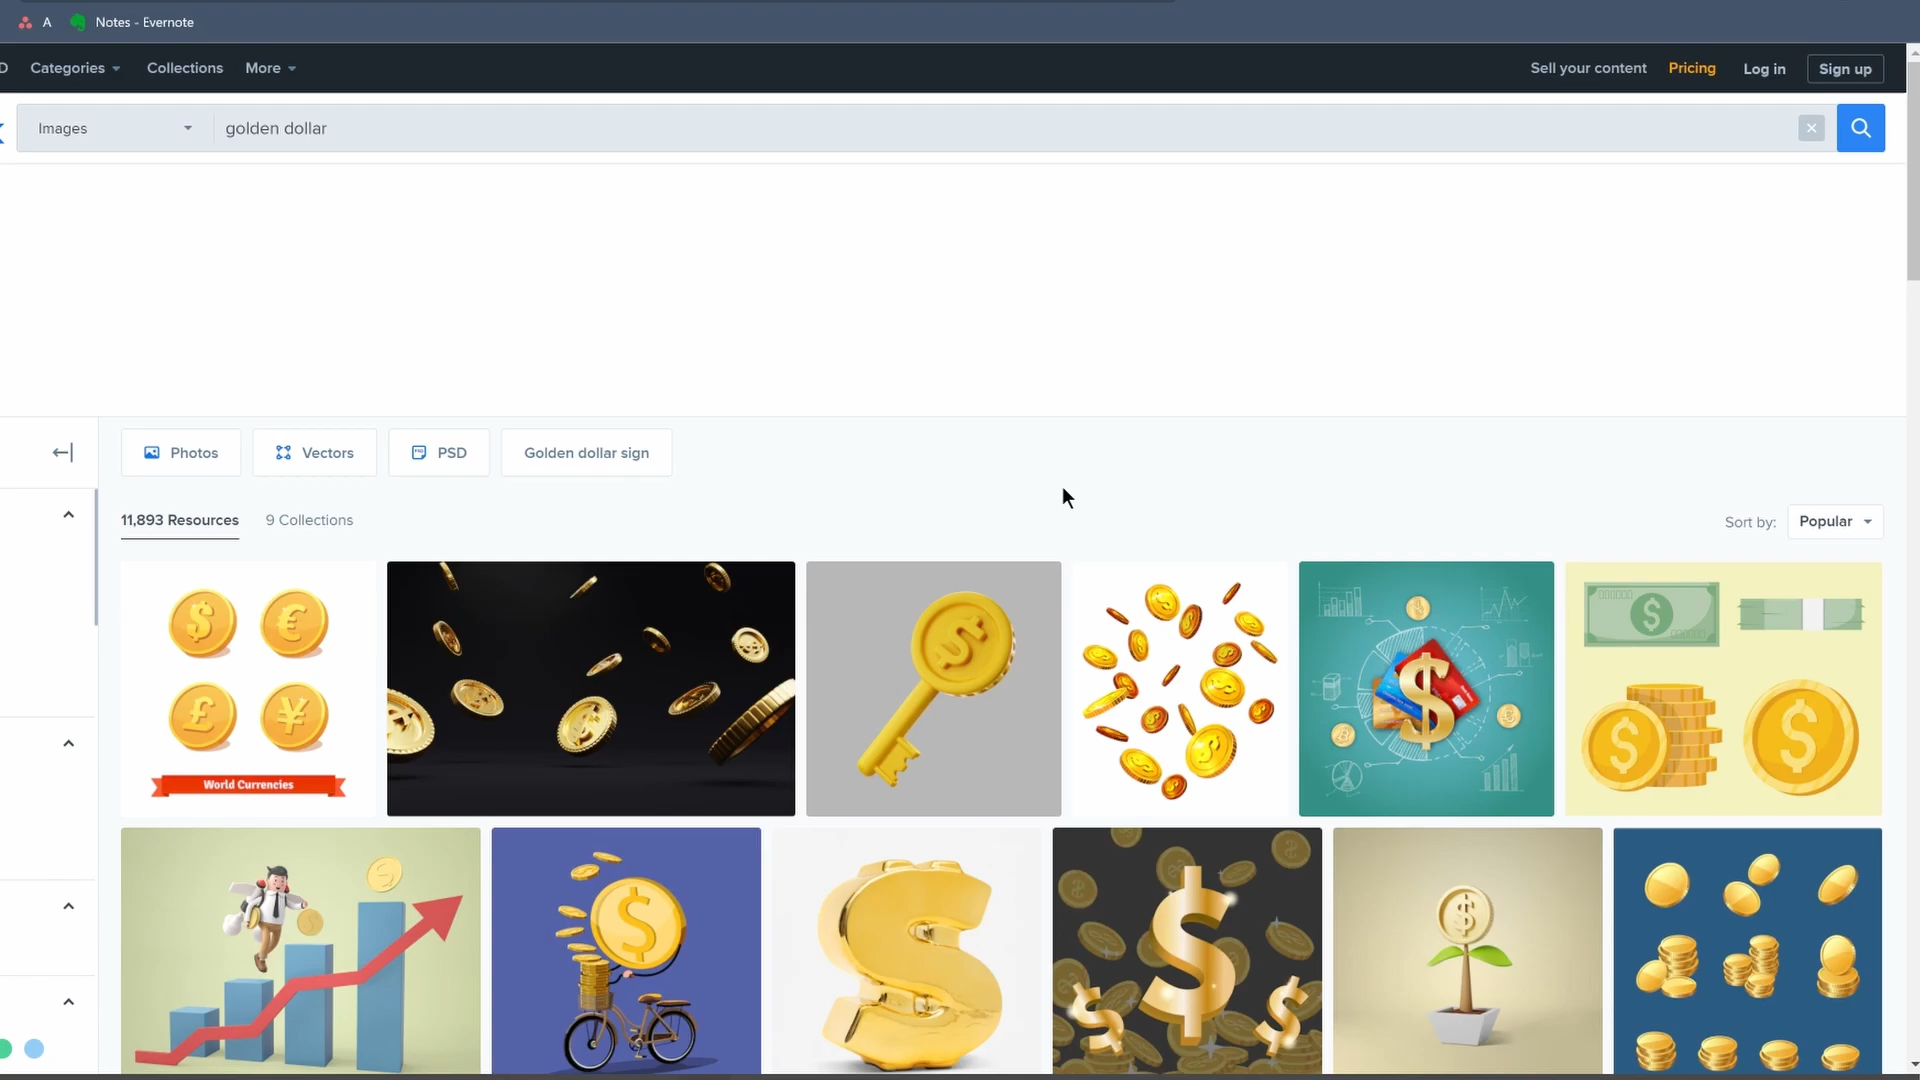 A Notes - Evernote
D Categories Collections More Sell your content Pricing Log in Sign up
Images golden dollar
Photos Vectors PSD Golden dollar sign
11,893 Resources 9 Collections Sort by: Popular
$ €
£ ¥
World Currencies